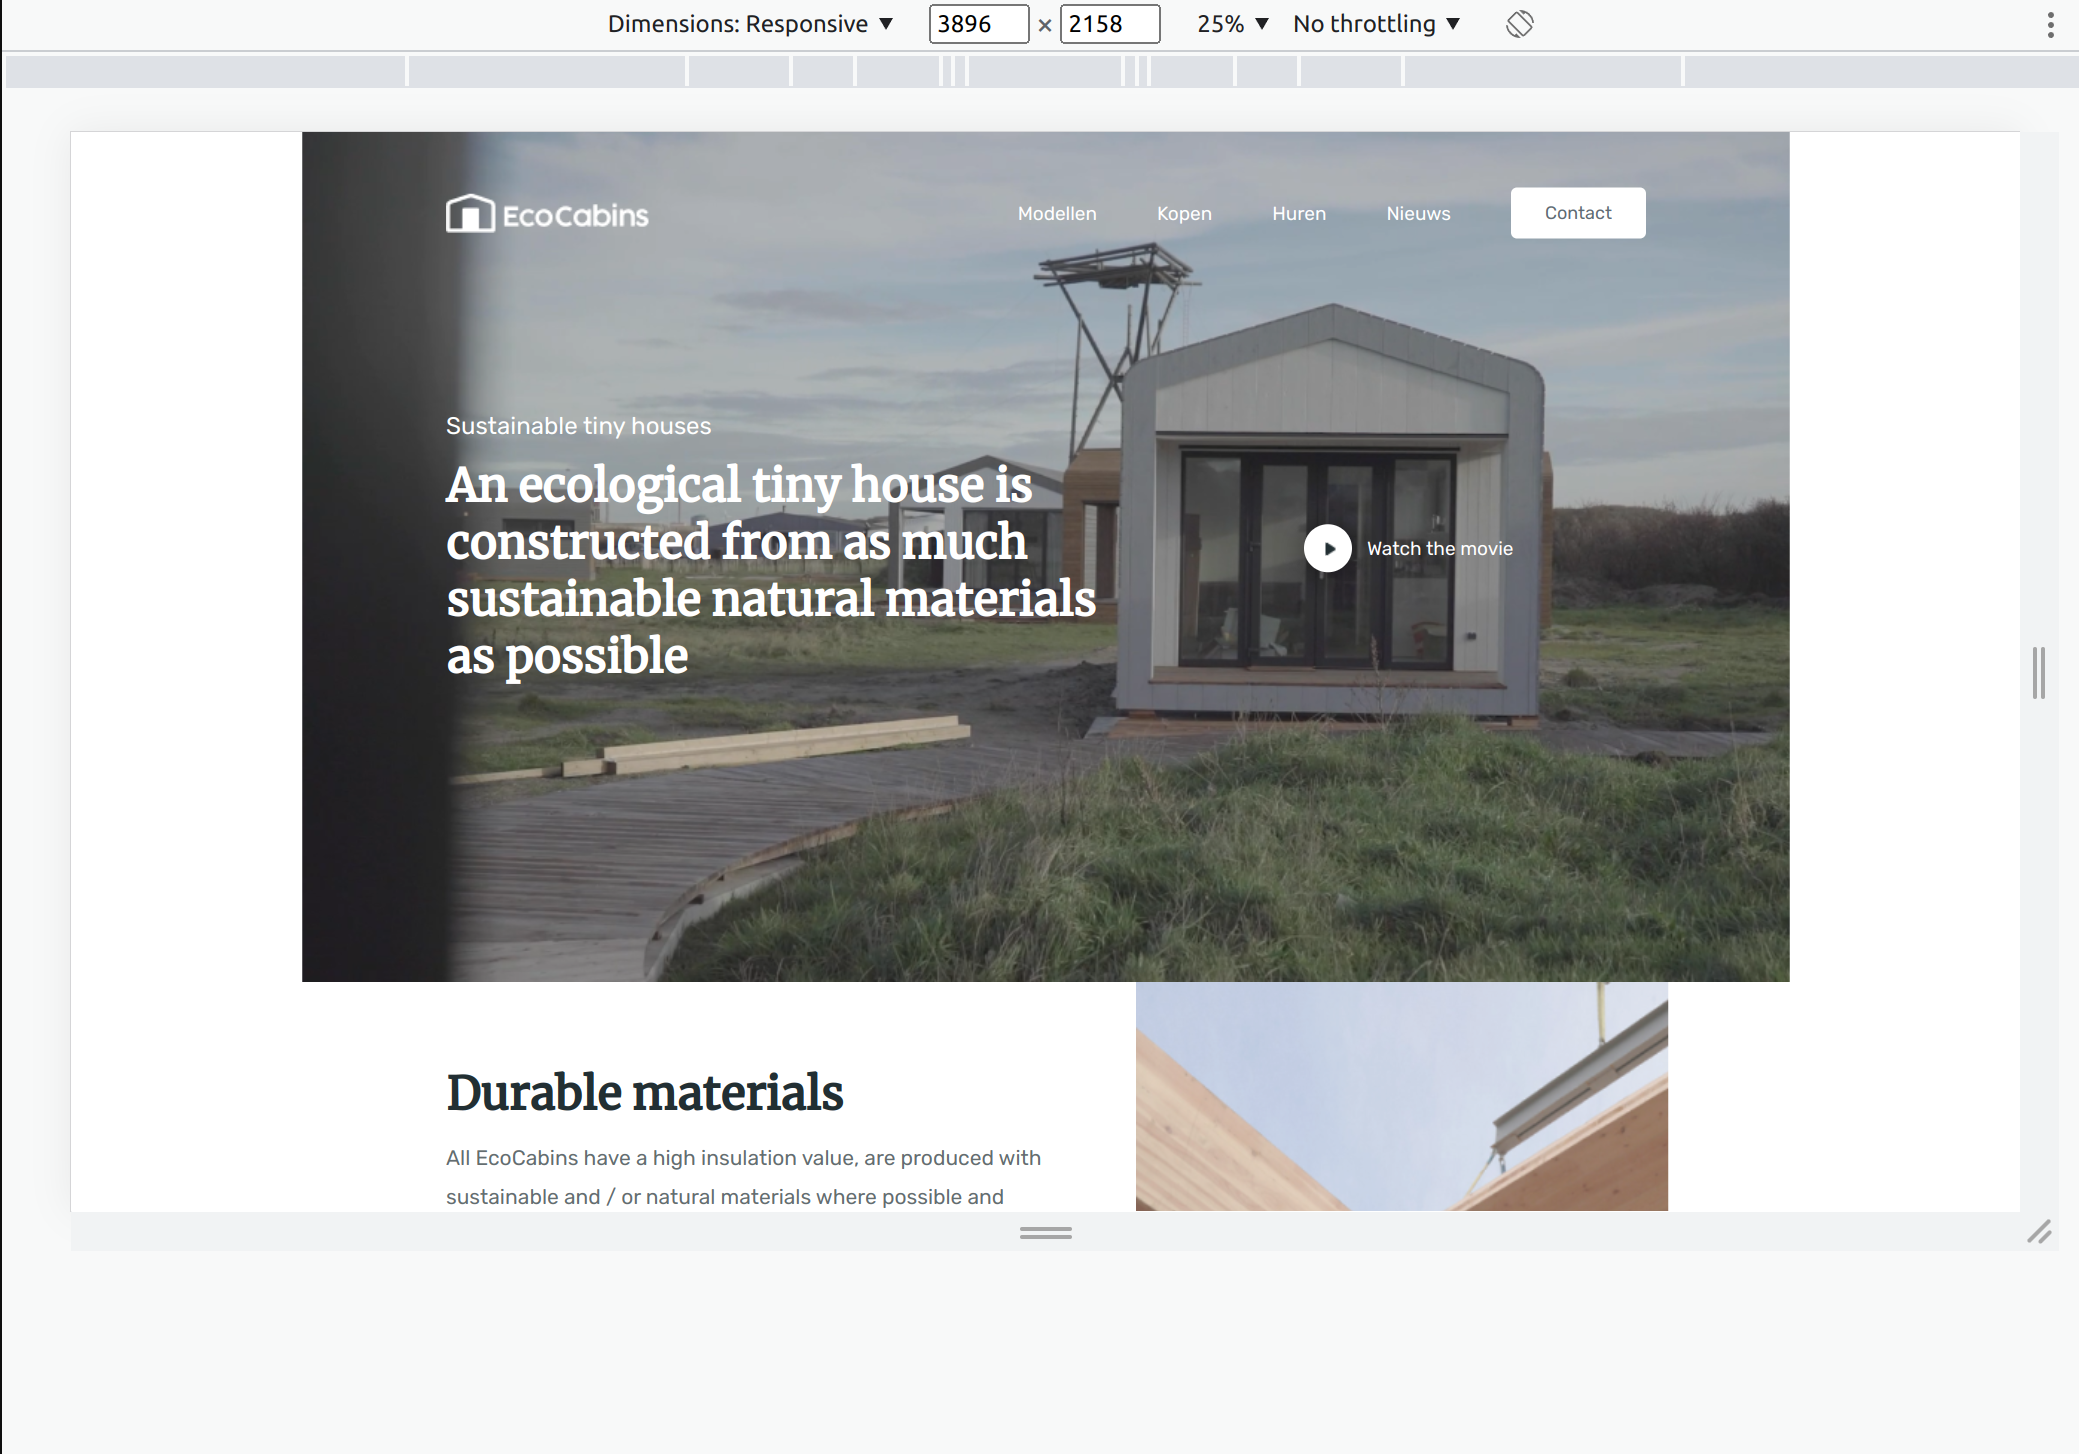 Dimensions: Responsive 3896 × 2158 25% No throttling
EcoCabins Modellen Kopen Huren Nieuws Contact
Sustainable tiny houses
An ecological tiny house is
constructed from as much
sustainable natural materials
as possible
Watch the movie
Durable materials
All EcoCabins have a high insulation value, are produced with
sustainable and / or natural materials where possible and